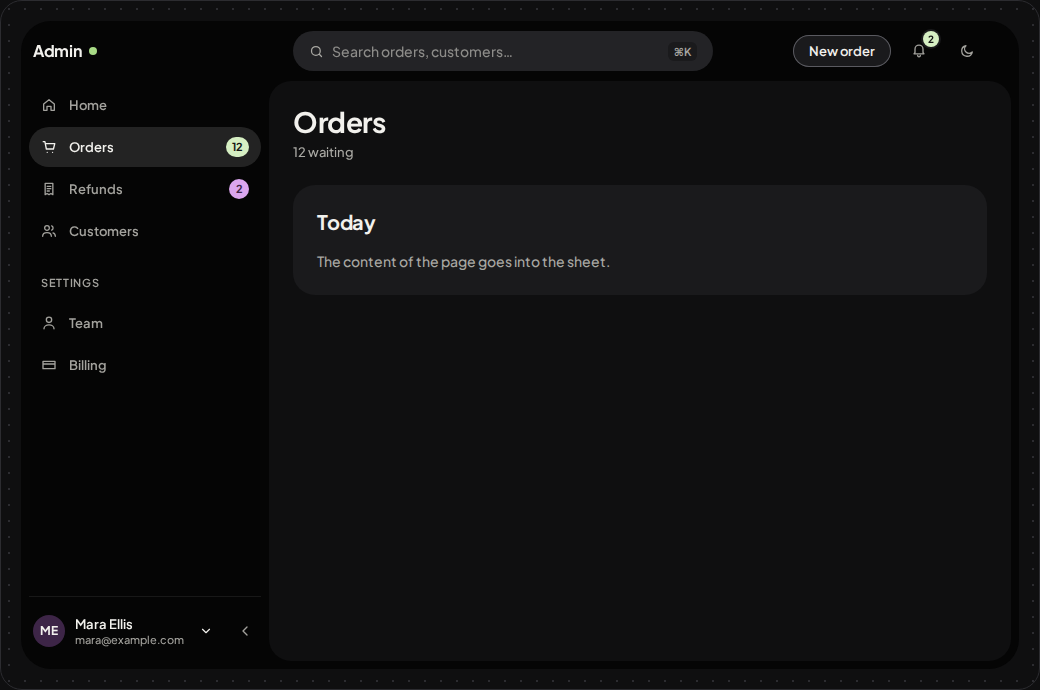 Admin
Search orders, customers…
⌘K
New order
2
Home
Orders
12
Refunds
2
Customers
SETTINGS
Team
Billing
Mara Ellis
mara@example.com
ME
Orders
12 waiting
Today
The content of the page goes into the sheet.